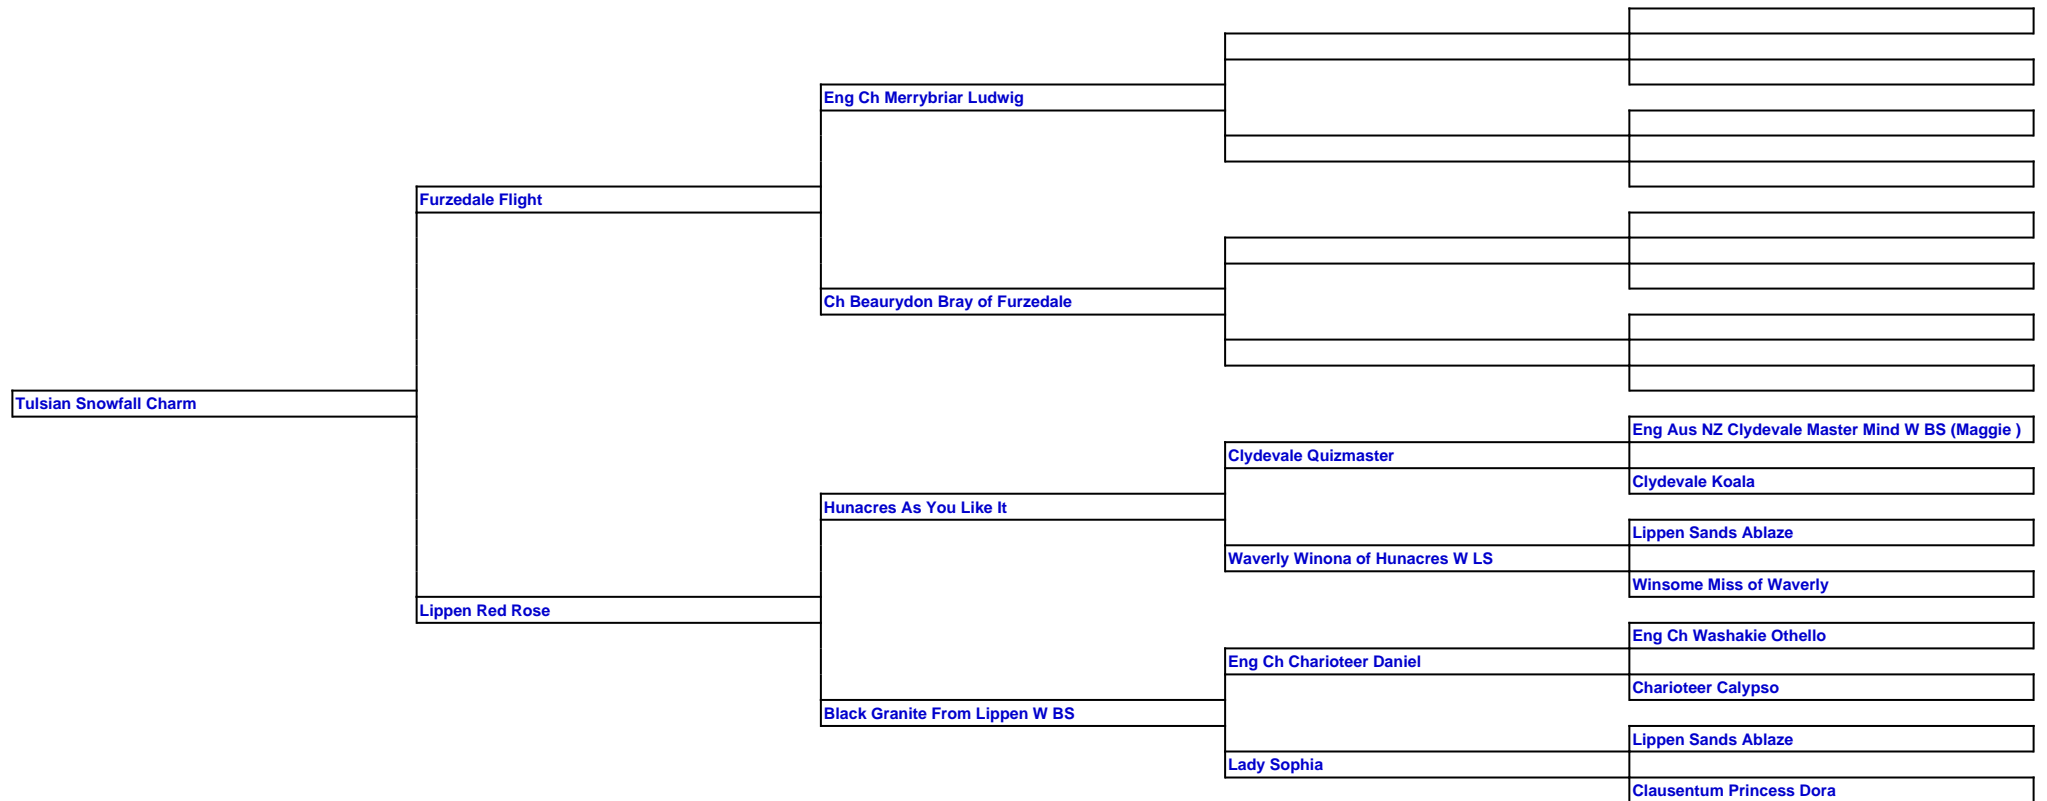 Eng Ch Merrybriar Ludwig
Furzedale Flight
Ch Beaurydon Bray of Furzedale
Tulsian Snowfall Charm
Eng Aus NZ Clydevale Master Mind W BS (Maggie )
Clydevale Quizmaster
Clydevale Koala
Hunacres As You Like It
Lippen Sands Ablaze
Waverly Winona of Hunacres W LS
Winsome Miss of Waverly
Lippen Red Rose
Eng Ch Washakie Othello
Eng Ch Charioteer Daniel
Charioteer Calypso
Black Granite From Lippen W BS
Lippen Sands Ablaze
Lady Sophia
Clausentum Princess Dora